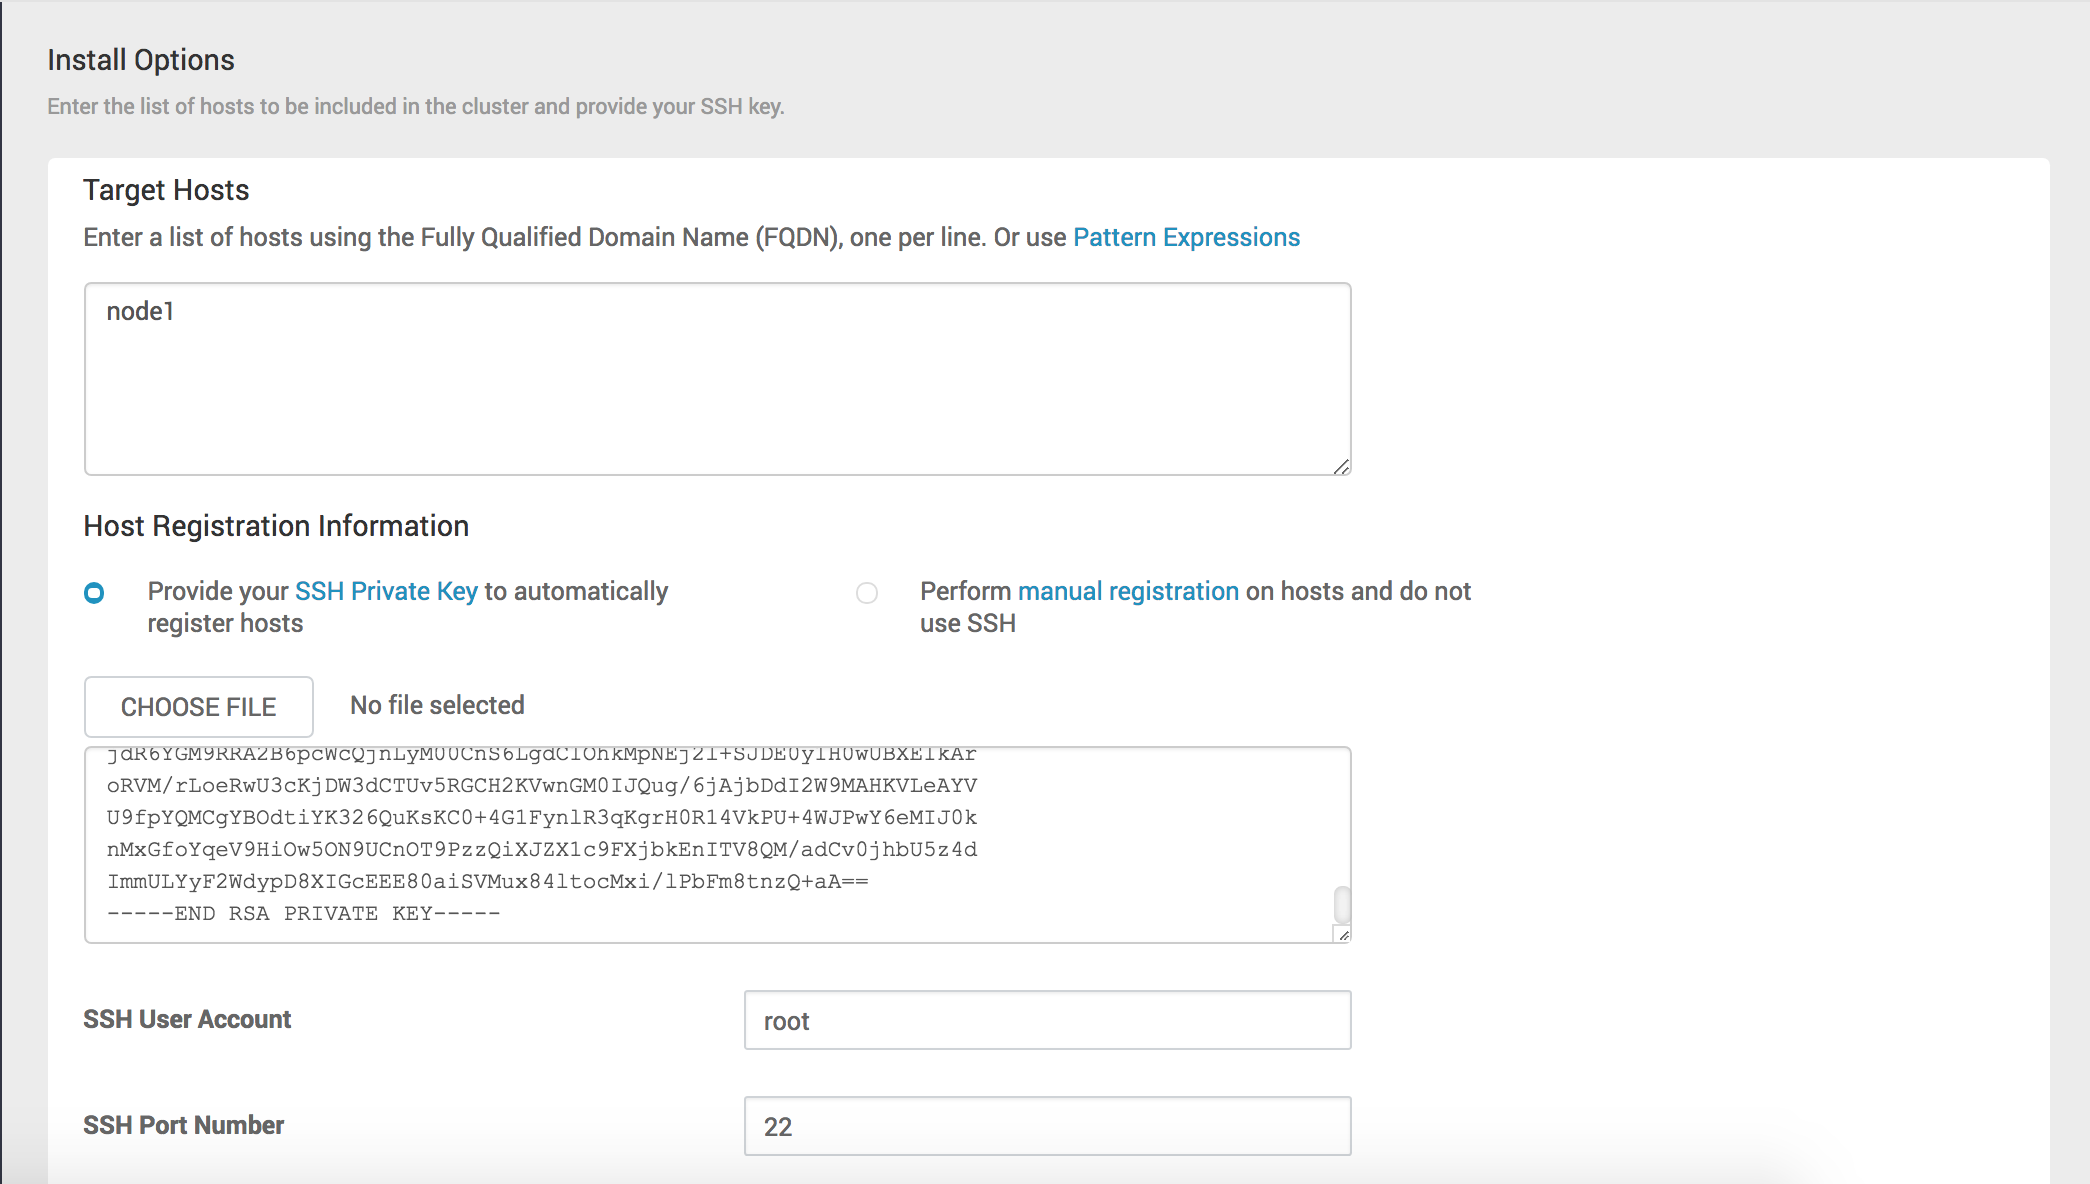 Install Options
Enter the list of hosts to be included in the cluster and provide your SSH key.
Target Hosts
Enter a list of hosts using the Fully Qualified Domain Name (FQDN), one per line. Or use Pattern Expressions
node1
Host Registration Information
Provide your SSH Private Key to automatically
register hosts
Perform manual registration on hosts and do not
use SSH
CHOOSE FILE
No file selected
oRVM/rLoeRwU3cKjDW3dCTUv5RGCH2KVwnGM0IJQug/6jAjbDdI2W9MAHKVLeAYV
U9fpYQMCgYBOdtiYK326QuKsKC0+4G1FynlR3qKgrH0R14VkPU+4WJPwY6eMIJ0k
nMxGfoYqeV9HiOw5ON9UCnOT9PzzQiXJZX1c9FXjbkEnITV8QM/adCv0jhbU5z4d
ImmULYyF2WdypD8XIGcEEE80aiSVMux84ltocMxi/lPbFm8tnzQ+aA==
-----END RSA PRIVATE KEY-----
SSH User Account
root
SSH Port Number
22